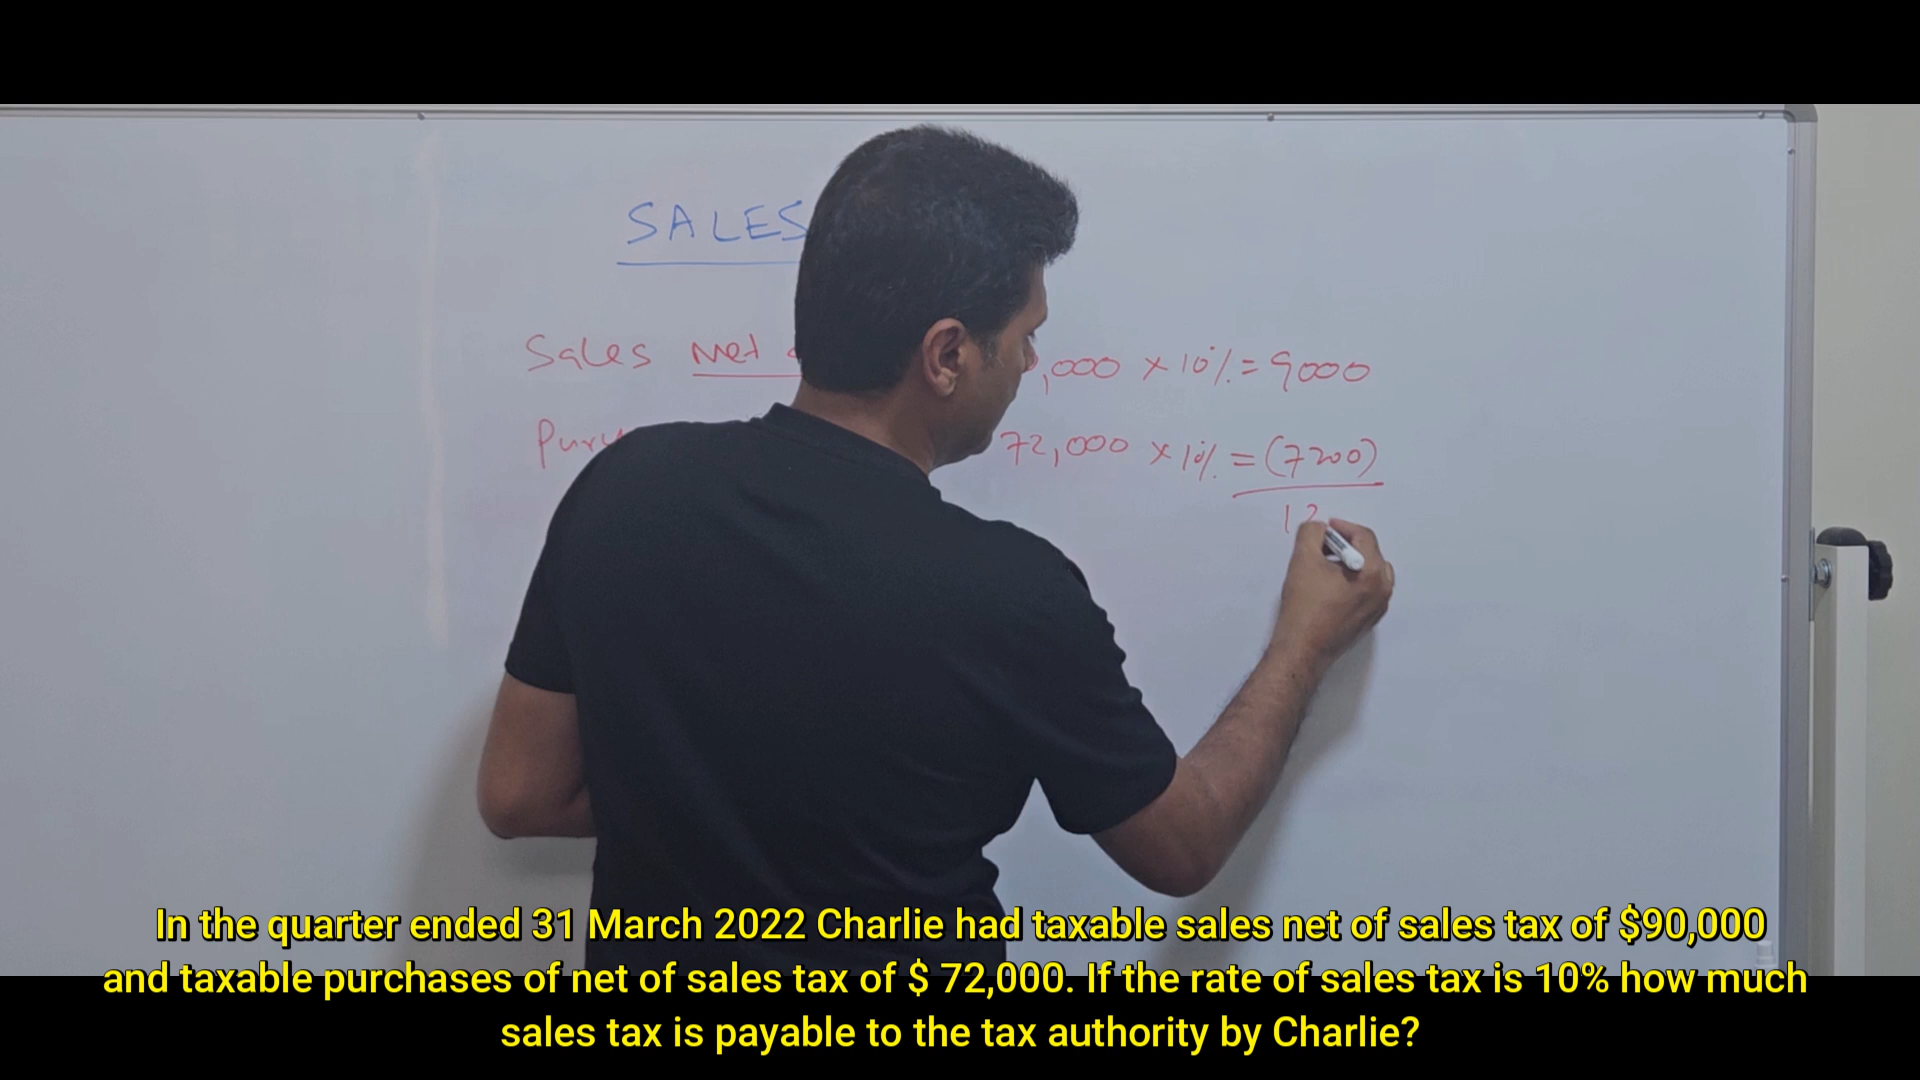 SALES
Sales Net ,000 × 10% = 9000
Pur 72,000 × 10% = (7200)
In the quarter ended 31 March 2022 Charlie had taxable sales net of sales tax of $90,000
and taxable purchases of net of sales tax of $ 72,000. If the rate of sales tax is 10% how much
sales tax is payable to the tax authority by Charlie?